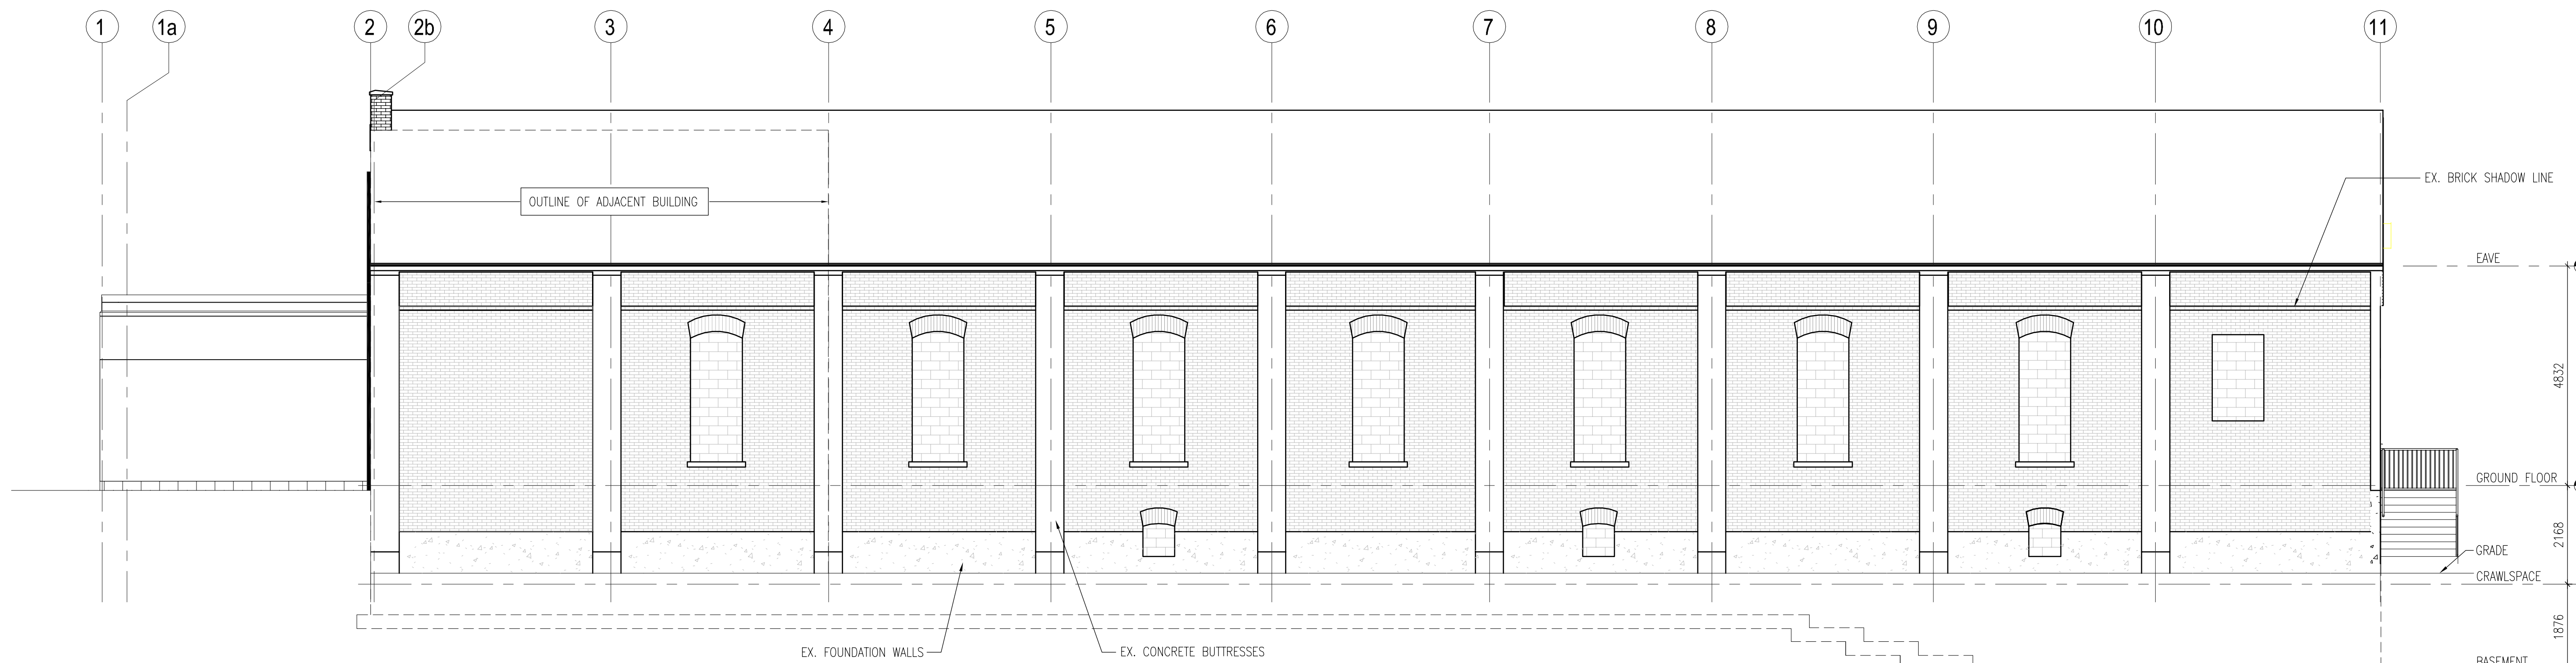 1
1a
2
2b
3
4
5
6
7
8
9
10
11
OUTLINE OF ADJACENT BUILDING
EX. BRICK SHADOW LINE
EAVE
4832
GROUND FLOOR
2168
GRADE
CRAWLSPACE
1876
EX. FOUNDATION WALLS
EX. CONCRETE BUTTRESSES
BASEMENT